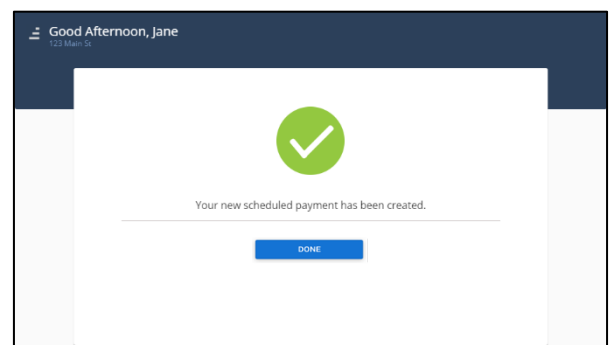 Good Afternoon, Jane
123 Main St
Your new scheduled payment has been created.
DONE